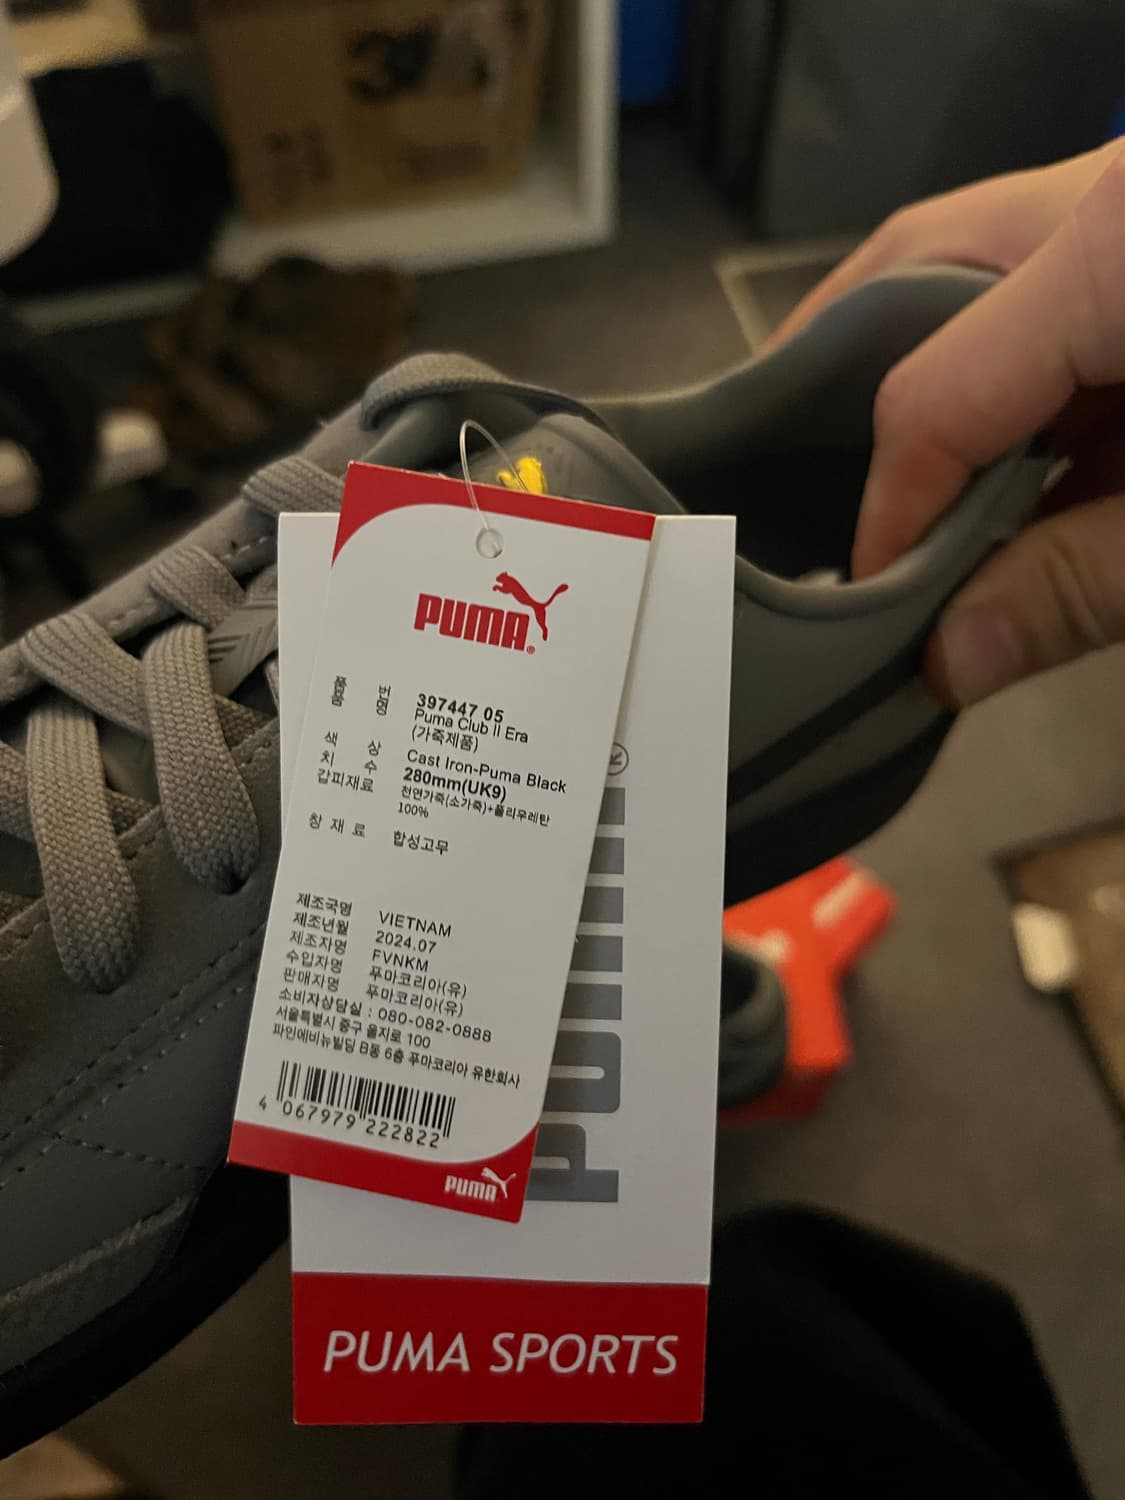 PUMA
품 번 397447 05
품 명 Puma Club II Era
(가죽제품)
색 상 Cast Iron-Puma Black
치 수 280mm(UK9)
갑피재료 천연가죽(소가죽)+폴리우레탄
100%
창 재 료 합성고무
제조국명 VIETNAM
제조년월 2024.07
제조자명 FVNKM
수입자명 푸마코리아(유)
판매자명 푸마코리아(유)
소비자상담실 : 080-082-0888
서울특별시 중구 을지로 100
파인에비뉴빌딩 B동 6층 푸마코리아 유한회사
4 067979 222822
PUMA
PUMA®
PUMA SPORTS